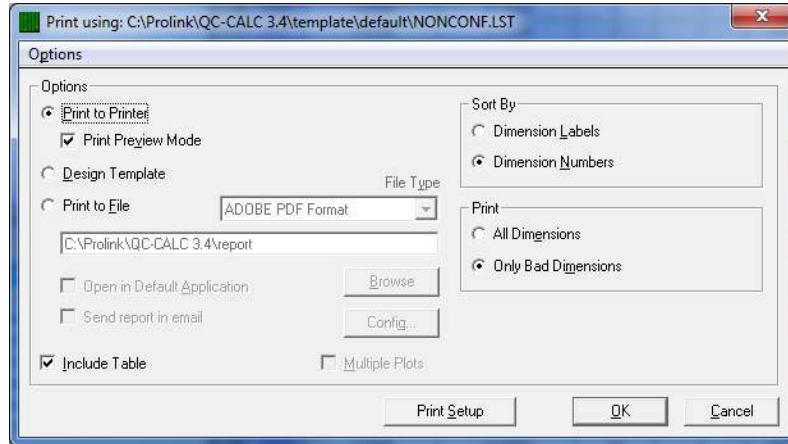 Print using: C:\Prolink\QC-CALC 3.4\template\default\NONCONF.LST
Options
Options
Print to Printer
Print Preview Mode
Design Template
File Type
Print to File
ADOBE PDF Format
C:\Prolink\QC-CALC 3.4\report
Open in Default Application
Browse
Send report in email
Config...
Include Table
Multiple Plots
Sort By
Dimension Labels
Dimension Numbers
Print
All Dimensions
Only Bad Dimensions
Print Setup
OK
Cancel